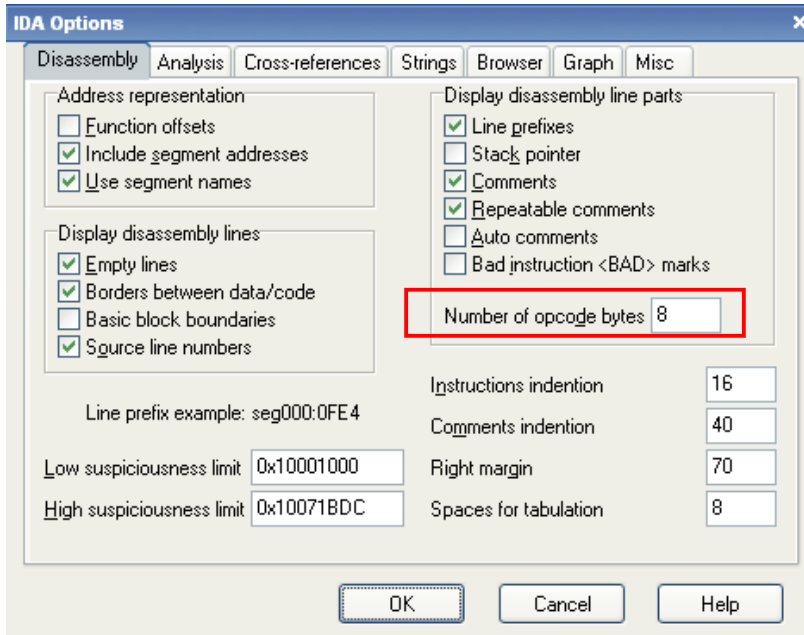 IDA Options
Disassembly Analysis Cross-references Strings Browser Graph Misc
Address representation
Function offsets
Include segment addresses
Use segment names
Display disassembly lines
Empty lines
Borders between data/code
Basic block boundaries
Source line numbers
Line prefix example: seg000:0FE4
Low suspiciousness limit 0x10001000
High suspiciousness limit 0x10071BDC
Display disassembly line parts
Line prefixes
Stack pointer
Comments
Repeatable comments
Auto comments
Bad instruction <BAD> marks
Number of opcode bytes 8
Instructions indention 16
Comments indention 40
Right margin 70
Spaces for tabulation 8
OK Cancel Help